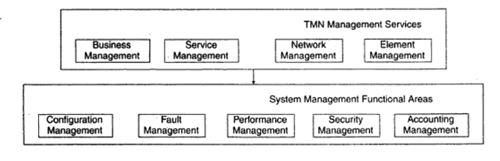 TMN Management Services
Business
Management
Service
Management
Network
Management
Element
Management
System Management Functional Areas
Configuration
Management
Fault
Management
Performance
Management
Security
Management
Accounting
Management